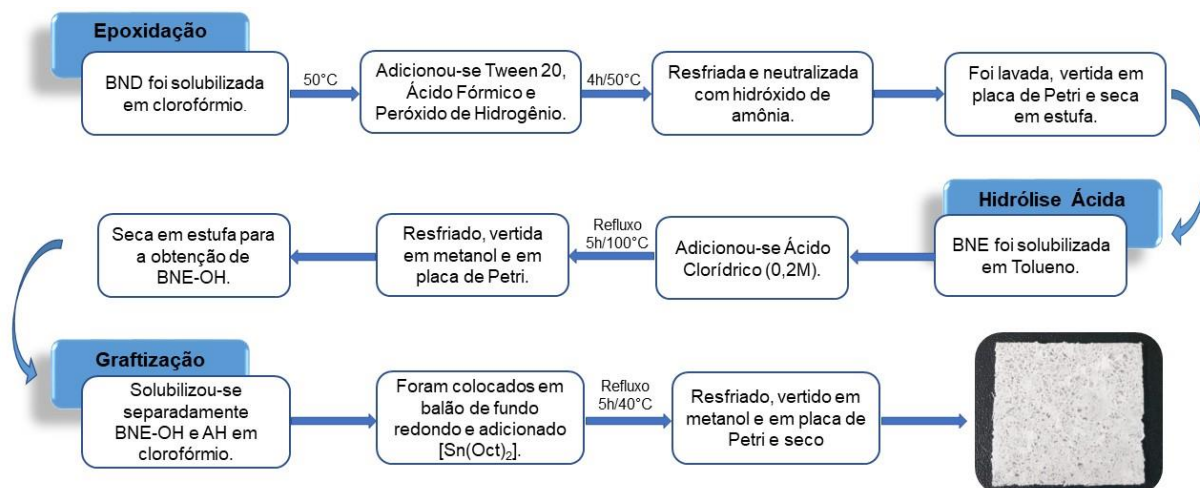 Epoxidação
BND foi solubilizada
em clorofórmio.
50°C
Adicionou-se Tween 20,
Ácido Fórmico e
Peróxido de Hidrogênio.
4h/50°C
Resfriada e neutralizada
com hidróxido de
amônia.
Foi lavada, vertida em
placa de Petri e seca
em estufa.
Hidrólise Ácida
BNE foi solubilizada
em Tolueno.
Adicionou-se Ácido
Clorídrico (0,2M).
Refluxo
5h/100°C
Resfriado, vertida
em metanol e em
placa de Petri.
Seca em estufa para
a obtenção de
BNE-OH.
Graftização
Solubilizou-se
separadamente
BNE-OH e AH em
clorofórmio.
Foram colocados em
balão de fundo
redondo e adicionado
[Sn(Oct)₂].
Refluxo
5h/40°C
Resfriado, vertido em
metanol e em placa de
Petri e seco